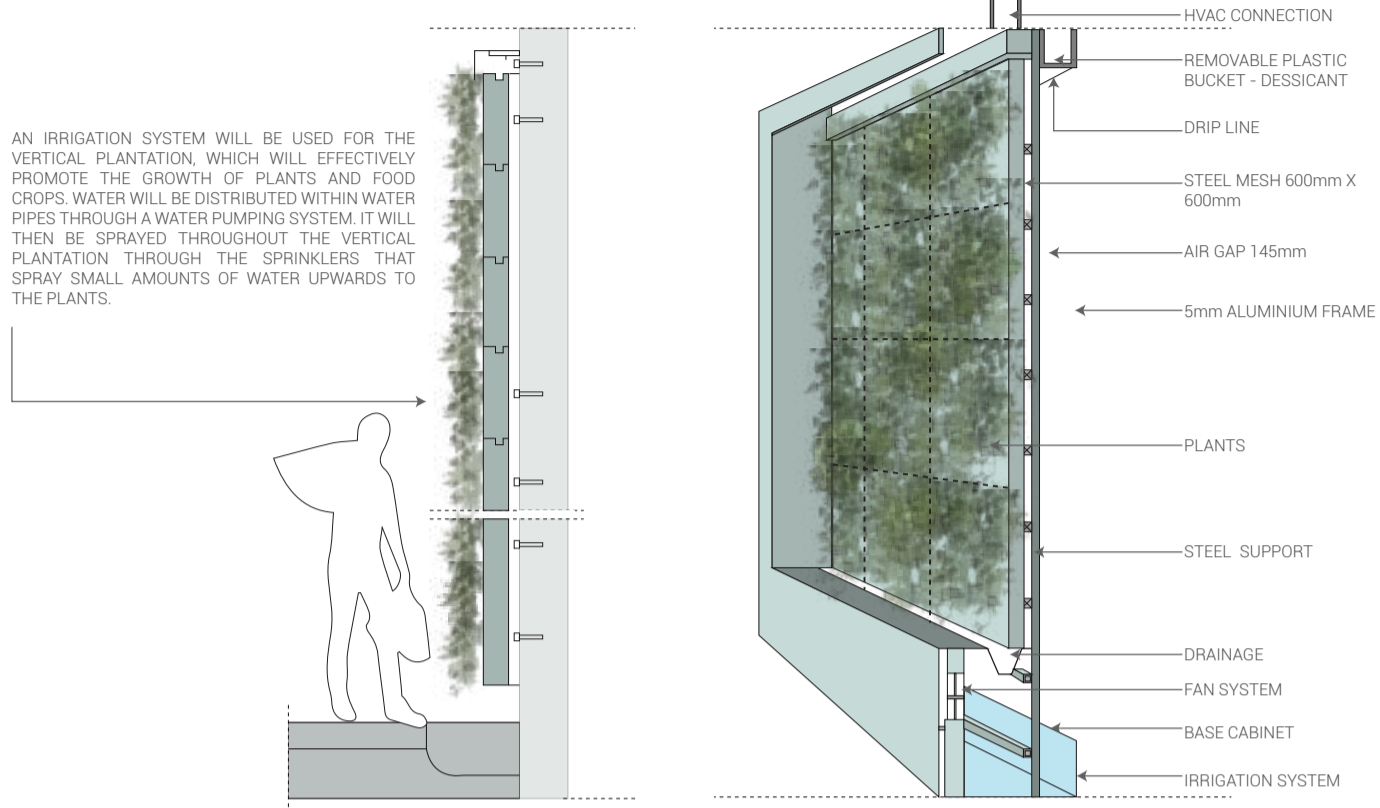 AN IRRIGATION SYSTEM WILL BE USED FOR THE
VERTICAL PLANTATION, WHICH WILL EFFECTIVELY
PROMOTE THE GROWTH OF PLANTS AND FOOD
CROPS. WATER WILL BE DISTRIBUTED WITHIN WATER
PIPES THROUGH A WATER PUMPING SYSTEM. IT WILL
THEN BE SPRAYED THROUGHOUT THE VERTICAL
PLANTATION THROUGH THE SPRINKLERS THAT
SPRAY SMALL AMOUNTS OF WATER UPWARDS TO
THE PLANTS.
HVAC CONNECTION
REMOVABLE PLASTIC
BUCKET - DESSICANT
DRIP LINE
STEEL MESH 600mm X
600mm
AIR GAP 145mm
5mm ALUMINIUM FRAME
PLANTS
STEEL SUPPORT
DRAINAGE
FAN SYSTEM
BASE CABINET
IRRIGATION SYSTEM